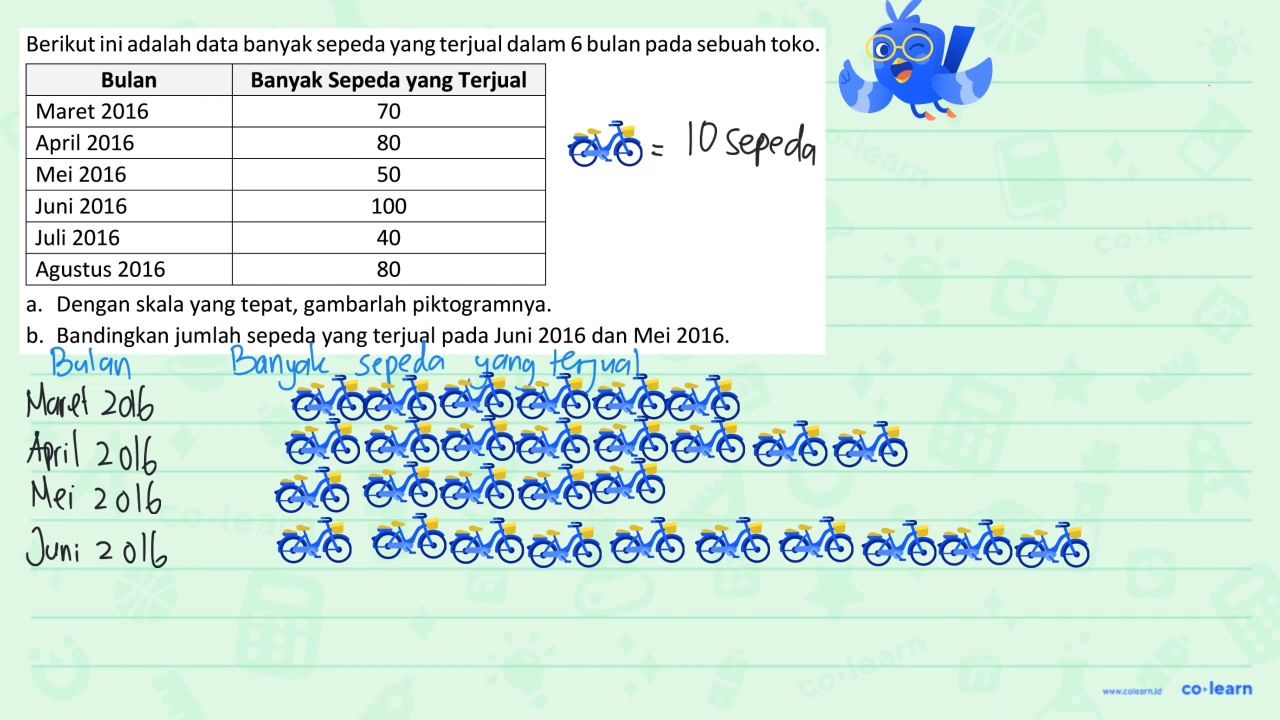 Berikut ini adalah data banyak sepeda yang terjual dalam 6 bulan pada sebuah toko.
Bulan Banyak Sepeda yang Terjual
Maret 2016 70
April 2016 80
Mei 2016 50
Juni 2016 100
Juli 2016 40
Agustus 2016 80
= 10 sepeda
a. Dengan skala yang tepat, gambarlah piktogramnya.
b. Bandingkan jumlah sepeda yang terjual pada Juni 2016 dan Mei 2016.
Bulan Banyak sepeda yang terjual
Maret 2016
April 2016
Mei 2016
Juni 2016
www.colearn.id co·learn